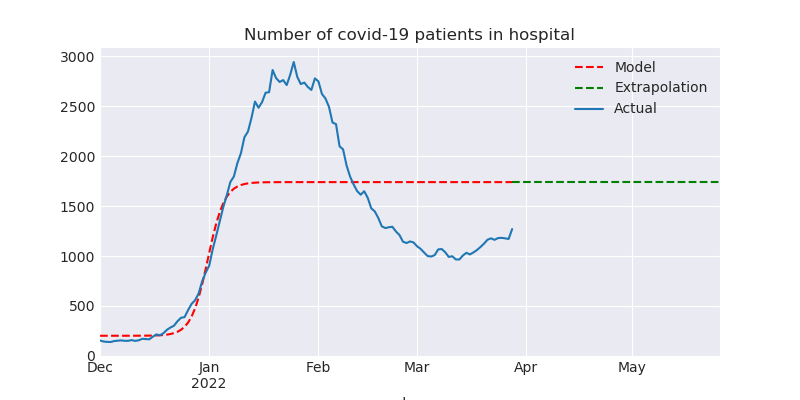 Number of covid-19 patients in hospital
3000
2500
2000
1500
1000
500
0
Model
Extrapolation
Actual
Dec Jan Feb Mar Apr May
2022